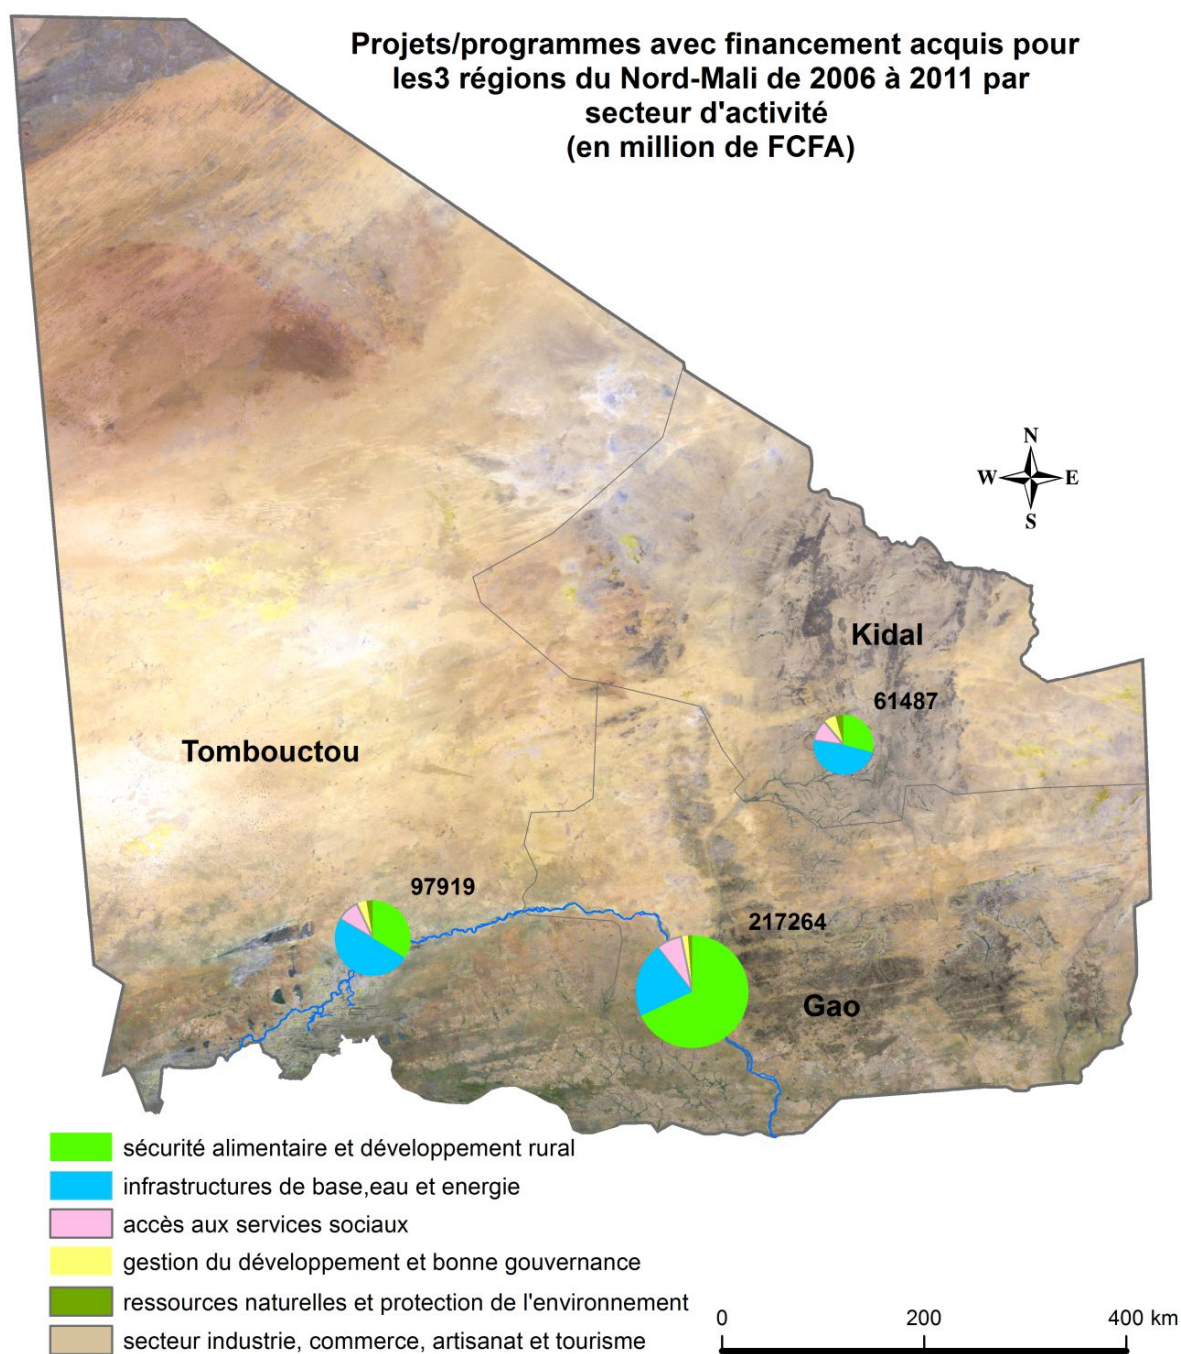 Projets/programmes avec financement acquis pour
les3 régions du Nord-Mali de 2006 à 2011 par
secteur d'activité
(en million de FCFA)
N
W E
S
Kidal
61487
Tombouctou
97919
217264
Gao
sécurité alimentaire et développement rural
infrastructures de base,eau et energie
accès aux services sociaux
gestion du développement et bonne gouvernance
ressources naturelles et protection de l'environnement
secteur industrie, commerce, artisanat et tourisme
0 200 400 km